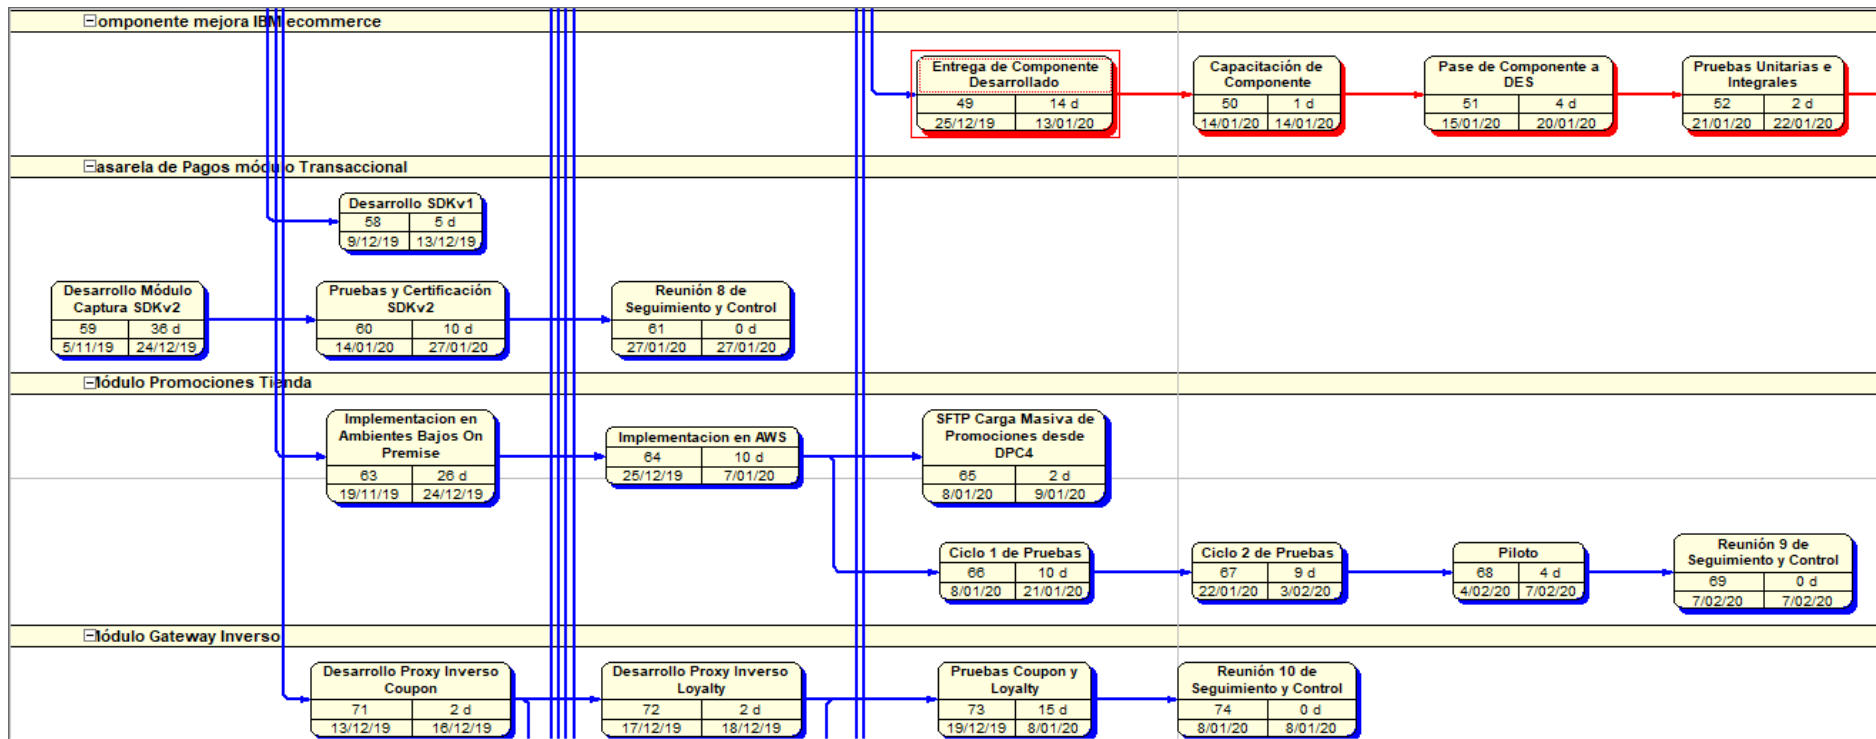 omponente mejora IBM ecommerce
Entrega de Componente
Desarrollado
49 14 d
25/12/19 13/01/20
Capacitación de
Componente
50 1 d
14/01/20 14/01/20
Pase de Componente a
DES
51 4 d
15/01/20 20/01/20
Pruebas Unitarias e
Integrales
52 2 d
21/01/20 22/01/20
asarela de Pagos módulo Transaccional
Desarrollo SDKv1
58 5 d
9/12/19 13/12/19
Desarrollo Módulo
Captura SDKv2
59 36 d
5/11/19 24/12/19
Pruebas y Certificación
SDKv2
60 10 d
14/01/20 27/01/20
Reunión 8 de
Seguimiento y Control
61 0 d
27/01/20 27/01/20
lódulo Promociones Tienda
Implementacion en
Ambientes Bajos On
Premise
63 26 d
19/11/19 24/12/19
Implementacion en AWS
64 10 d
25/12/19 7/01/20
SFTP Carga Masiva de
Promociones desde
DPC4
65 2 d
8/01/20 9/01/20
Ciclo 1 de Pruebas
66 10 d
8/01/20 21/01/20
Ciclo 2 de Pruebas
67 9 d
22/01/20 3/02/20
Piloto
68 4 d
4/02/20 7/02/20
Reunión 9 de
Seguimiento y Control
69 0 d
7/02/20 7/02/20
lódulo Gateway Inverso
Desarrollo Proxy Inverso
Coupon
71 2 d
13/12/19 16/12/19
Desarrollo Proxy Inverso
Loyalty
72 2 d
17/12/19 18/12/19
Pruebas Coupon y
Loyalty
73 15 d
19/12/19 8/01/20
Reunión 10 de
Seguimiento y Control
74 0 d
8/01/20 8/01/20